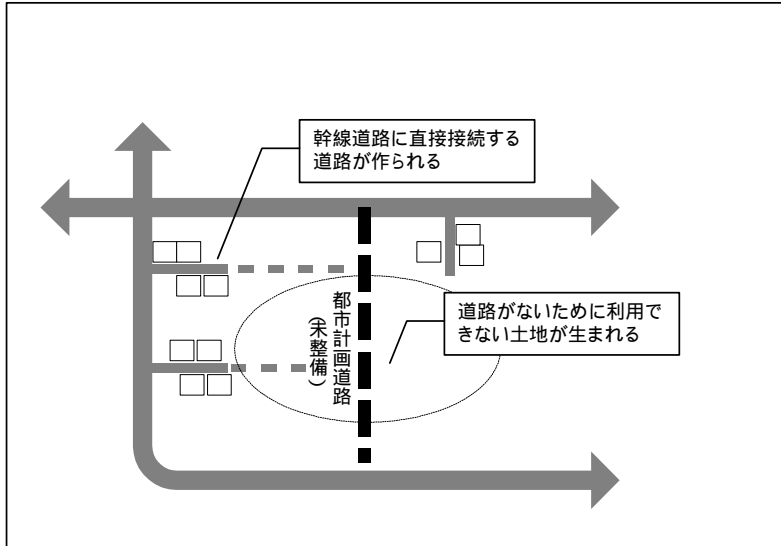 幹線道路に直接接続する
道路が作られる
都市計画道路
(未整備)
道路がないために利用で
きない土地が生まれる